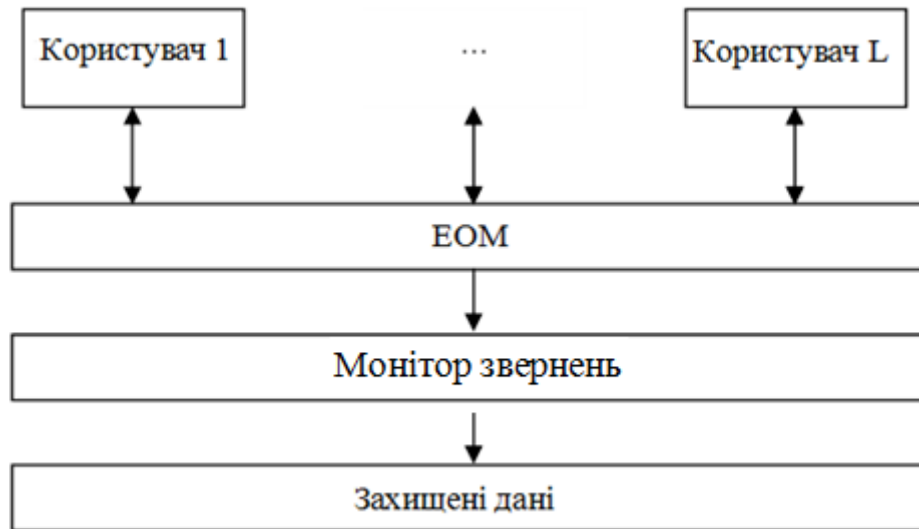 Користувач 1
...
Користувач L
ЕОМ
Монітор звернень
Захищені дані